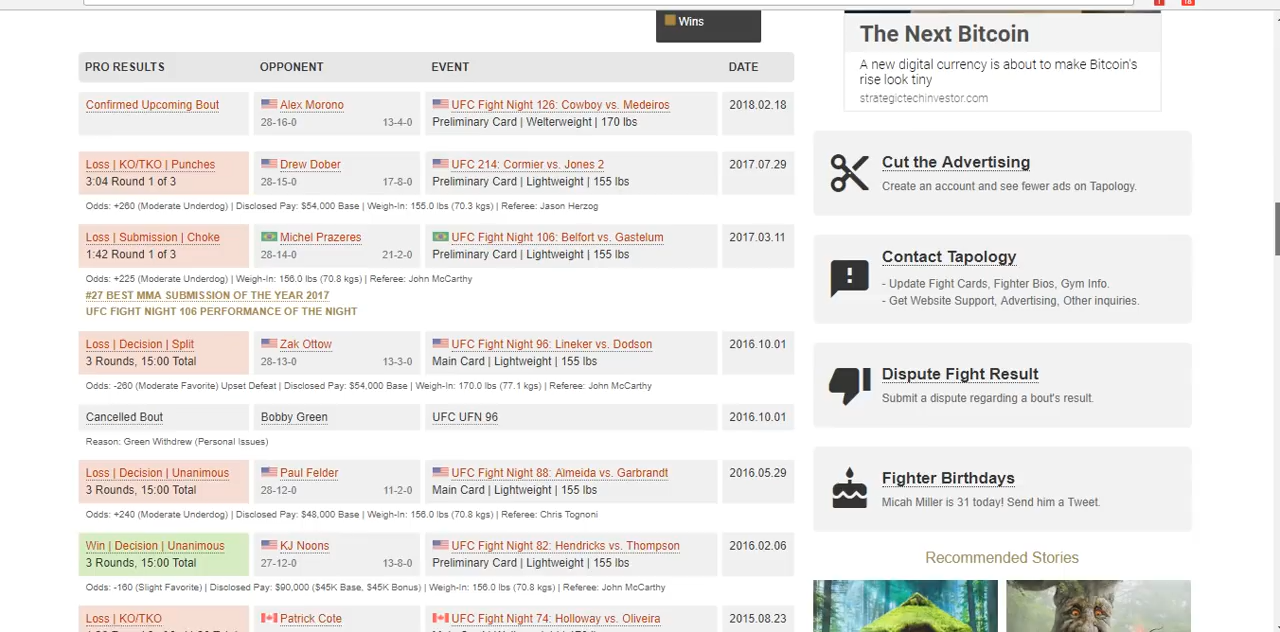 Wins
PRO RESULTS OPPONENT EVENT DATE
Confirmed Upcoming Bout Alex Morono UFC Fight Night 126: Cowboy vs. Medeiros 2018.02.18
28-16-0 13-4-0 Preliminary Card | Welterweight | 170 lbs
Loss | KO/TKO | Punches Drew Dober UFC 214: Cormier vs. Jones 2 2017.07.29
3:04 Round 1 of 3 28-15-0 17-8-0 Preliminary Card | Lightweight | 155 lbs
Odds: +260 (Moderate Underdog) | Disclosed Pay: $54,000 Base | Weigh-In: 155.0 lbs (70.3 kgs) | Referee: Jason Herzog
Loss | Submission | Choke Michel Prazeres UFC Fight Night 106: Belfort vs. Gastelum 2017.03.11
1:42 Round 1 of 3 28-14-0 21-2-0 Preliminary Card | Lightweight | 155 lbs
Odds: +225 (Moderate Underdog) | Weigh-In: 156.0 lbs (70.8 kgs) | Referee: John McCarthy
#27 BEST MMA SUBMISSION OF THE YEAR 2017
UFC FIGHT NIGHT 106 PERFORMANCE OF THE NIGHT
Loss | Decision | Split Zak Ottow UFC Fight Night 96: Lineker vs. Dodson 2016.10.01
3 Rounds, 15:00 Total 28-13-0 13-3-0 Main Card | Lightweight | 155 lbs
Odds: -260 (Moderate Favorite) Upset Defeat | Disclosed Pay: $54,000 Base | Weigh-In: 170.0 lbs (77.1 kgs) | Referee: John McCarthy
Cancelled Bout Bobby Green UFC UFN 96 2016.10.01
Reason: Green Withdrew (Personal Issues)
Loss | Decision | Unanimous Paul Felder UFC Fight Night 88: Almeida vs. Garbrandt 2016.05.29
3 Rounds, 15:00 Total 28-12-0 11-2-0 Main Card | Lightweight | 155 lbs
Odds: +240 (Moderate Underdog) | Disclosed Pay: $48,000 Base | Weigh-In: 156.0 lbs (70.8 kgs) | Referee: Chris Tognoni
Win | Decision | Unanimous KJ Noons UFC Fight Night 82: Hendricks vs. Thompson 2016.02.06
3 Rounds, 15:00 Total 27-12-0 13-8-0 Preliminary Card | Lightweight | 155 lbs
Odds: -160 (Slight Favorite) | Disclosed Pay: $90,000 ($45K Base, $45K Bonus) | Weigh-In: 156.0 lbs (70.8 kgs) | Referee: John McCarthy
Loss | KO/TKO Patrick Cote UFC Fight Night 74: Holloway vs. Oliveira 2015.08.23
The Next Bitcoin
A new digital currency is about to make Bitcoin's
rise look tiny
strategictechinvestor.com
Cut the Advertising
Create an account and see fewer ads on Tapology.
Contact Tapology
- Update Fight Cards, Fighter Bios, Gym Info.
- Get Website Support, Advertising, Other inquiries.
Dispute Fight Result
Submit a dispute regarding a bout's result.
Fighter Birthdays
Micah Miller is 31 today! Send him a Tweet.
Recommended Stories